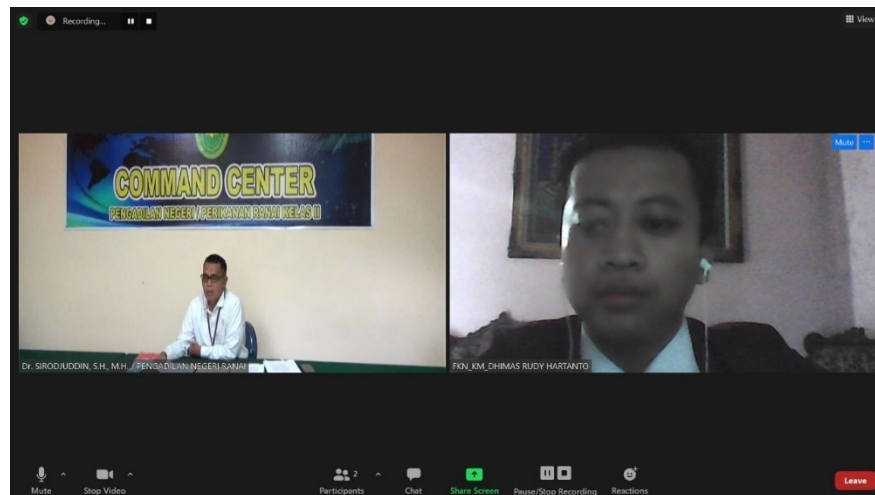 Recording...
View
COMMAND CENTER
PENGADILAN NEGERI / PERIKANAN RANAI KELAS II
Mute
Dr. SIRODJUDDIN, S.H., M.H. / PENGADILAN NEGERI RANAI
FKN_KM_DHIMAS RUDY HARTANTO
Mute
Stop Video
Participants
2
Chat
Share Screen
Pause/Stop Recording
Reactions
Leave